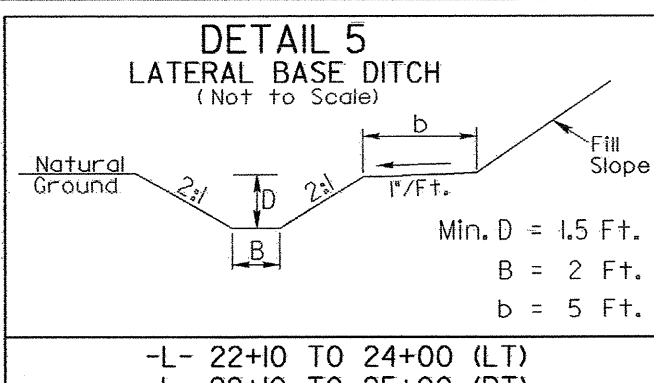 DETAIL 5
LATERAL BASE DITCH
(Not to Scale)
b
Natural
Ground
2:1
D
2:1
1"/Ft.
Fill
Slope
B
Min. D = 1.5 Ft.
B = 2 Ft.
b = 5 Ft.
-L- 22+10 TO 24+00 (LT)